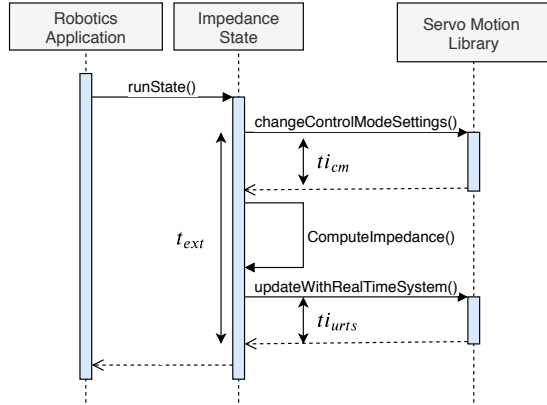 Robotics
Application
Impedance
State
Servo Motion
Library
runState()
changeControlModeSettings()
ti_cm
t_ext
ComputeImpedance()
updateWithRealTimeSystem()
ti_urts